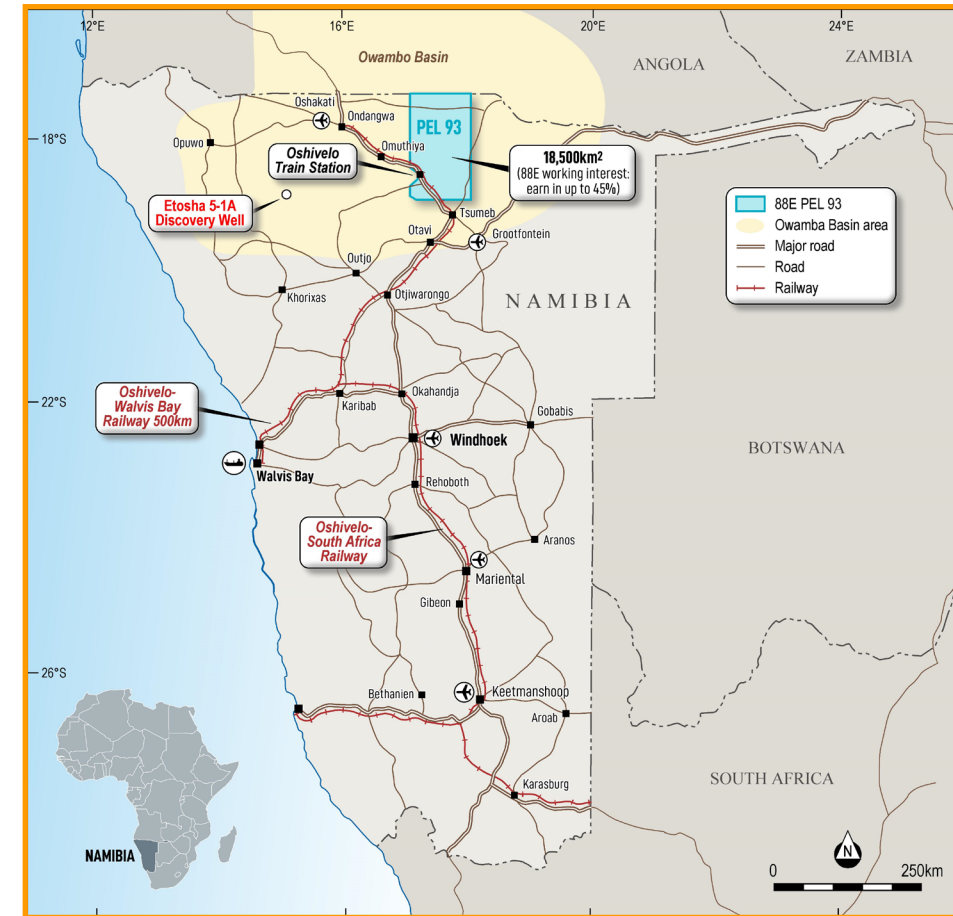 12°E
16°E
20°E
24°E
Owambo Basin
ANGOLA
ZAMBIA
Oshakati
Ondangwa
PEL 93
18°S
Opuwo
Omuthiya
Oshivelo
Train Station
18,500km²
(88E working interest:
earn in up to 45%)
Etosha 5-1A
Discovery Well
Tsumeb
Otavi
Grootfontein
88E PEL 93
Owamba Basin area
Major road
Road
Railway
Outjo
Khorixas
Otjiwarongo
NAMIBIA
22°S
Oshivelo-
Walvis Bay
Railway 500km
Karibab
Okahandja
Gobabis
Windhoek
BOTSWANA
Walvis Bay
Rehoboth
Oshivelo-
South Africa
Railway
Aranos
Mariental
Gibeon
26°S
Bethanien
Keetmanshoop
Aroab
SOUTH AFRICA
Karasburg
NAMIBIA
N
0
250km